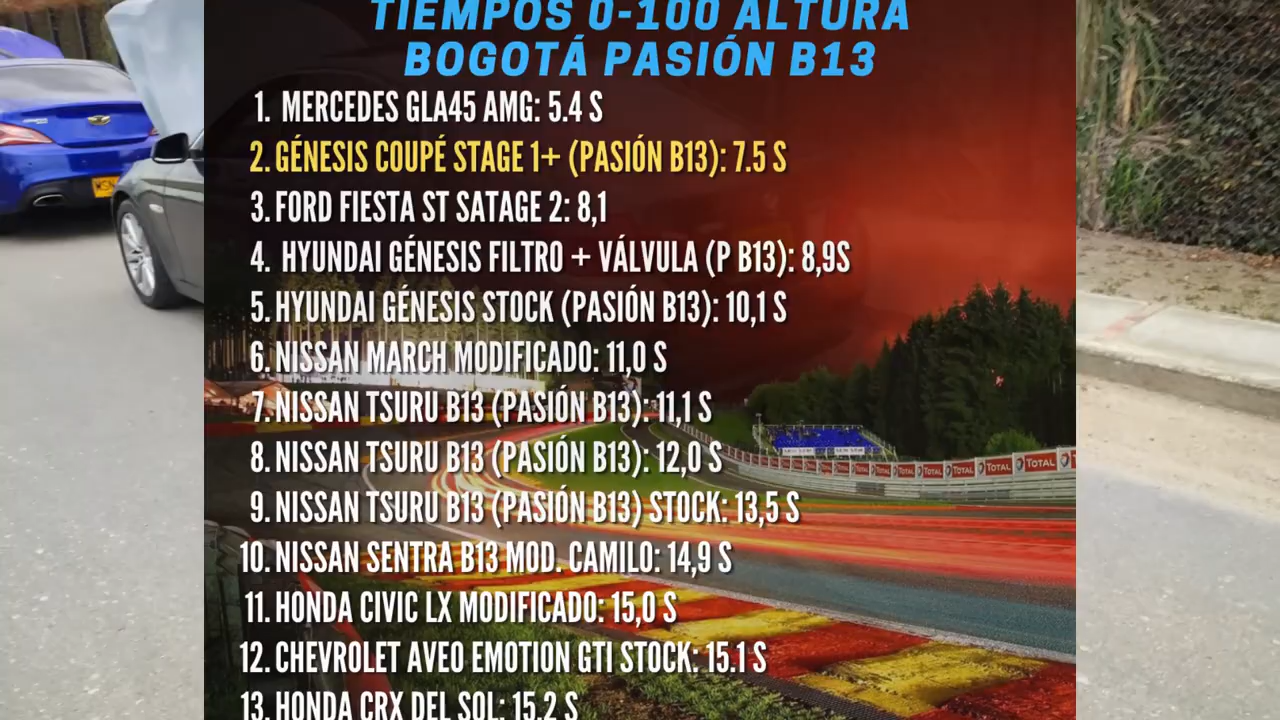 TIEMPOS 0-100 ALTURA
BOGOTÁ PASIÓN B13
1. MERCEDES GLA45 AMG: 5.4 S
2. GÉNESIS COUPÉ STAGE 1+ (PASIÓN B13): 7.5 S
3. FORD FIESTA ST SATAGE 2: 8,1
4. HYUNDAI GÉNESIS FILTRO + VÁLVULA (P B13): 8,9S
5. HYUNDAI GÉNESIS STOCK (PASIÓN B13): 10,1 S
6. NISSAN MARCH MODIFICADO: 11,0 S
7. NISSAN TSURU B13 (PASIÓN B13): 11,1 S
8. NISSAN TSURU B13 (PASIÓN B13): 12,0 S
9. NISSAN TSURU B13 (PASIÓN B13) STOCK: 13,5 S
10. NISSAN SENTRA B13 MOD. CAMILO: 14,9 S
11. HONDA CIVIC LX MODIFICADO: 15,0 S
12. CHEVROLET AVEO EMOTION GTI STOCK: 15.1 S
13. HONDA CRX DEL SOL: 15.2 S
TOTAL TOTAL TOTAL TOTAL TOTAL